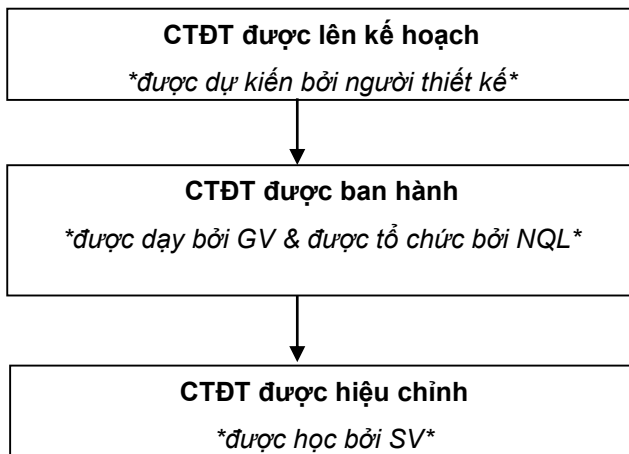 CTĐT được lên kế hoạch
*được dự kiến bởi người thiết kế*
CTĐT được ban hành
*được dạy bởi GV & được tổ chức bởi NQL*
CTĐT được hiệu chỉnh
*được học bởi SV*